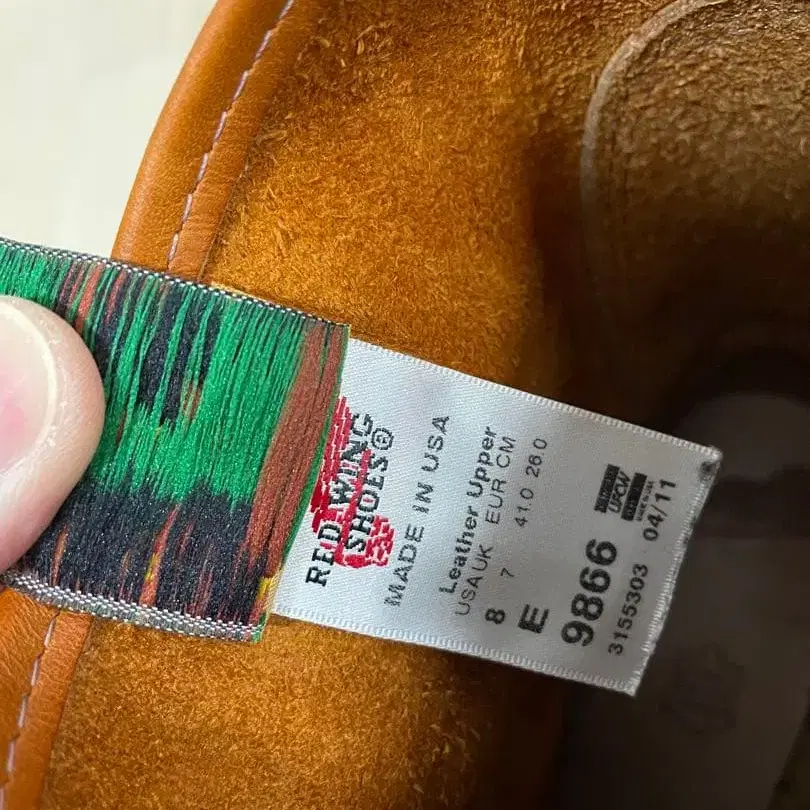 RED WING
SHOES®
MADE IN USA
Leather Upper
USA UK EUR CM
8 7 41.0 26.0
E
9866
3155303 04/11
UFCW